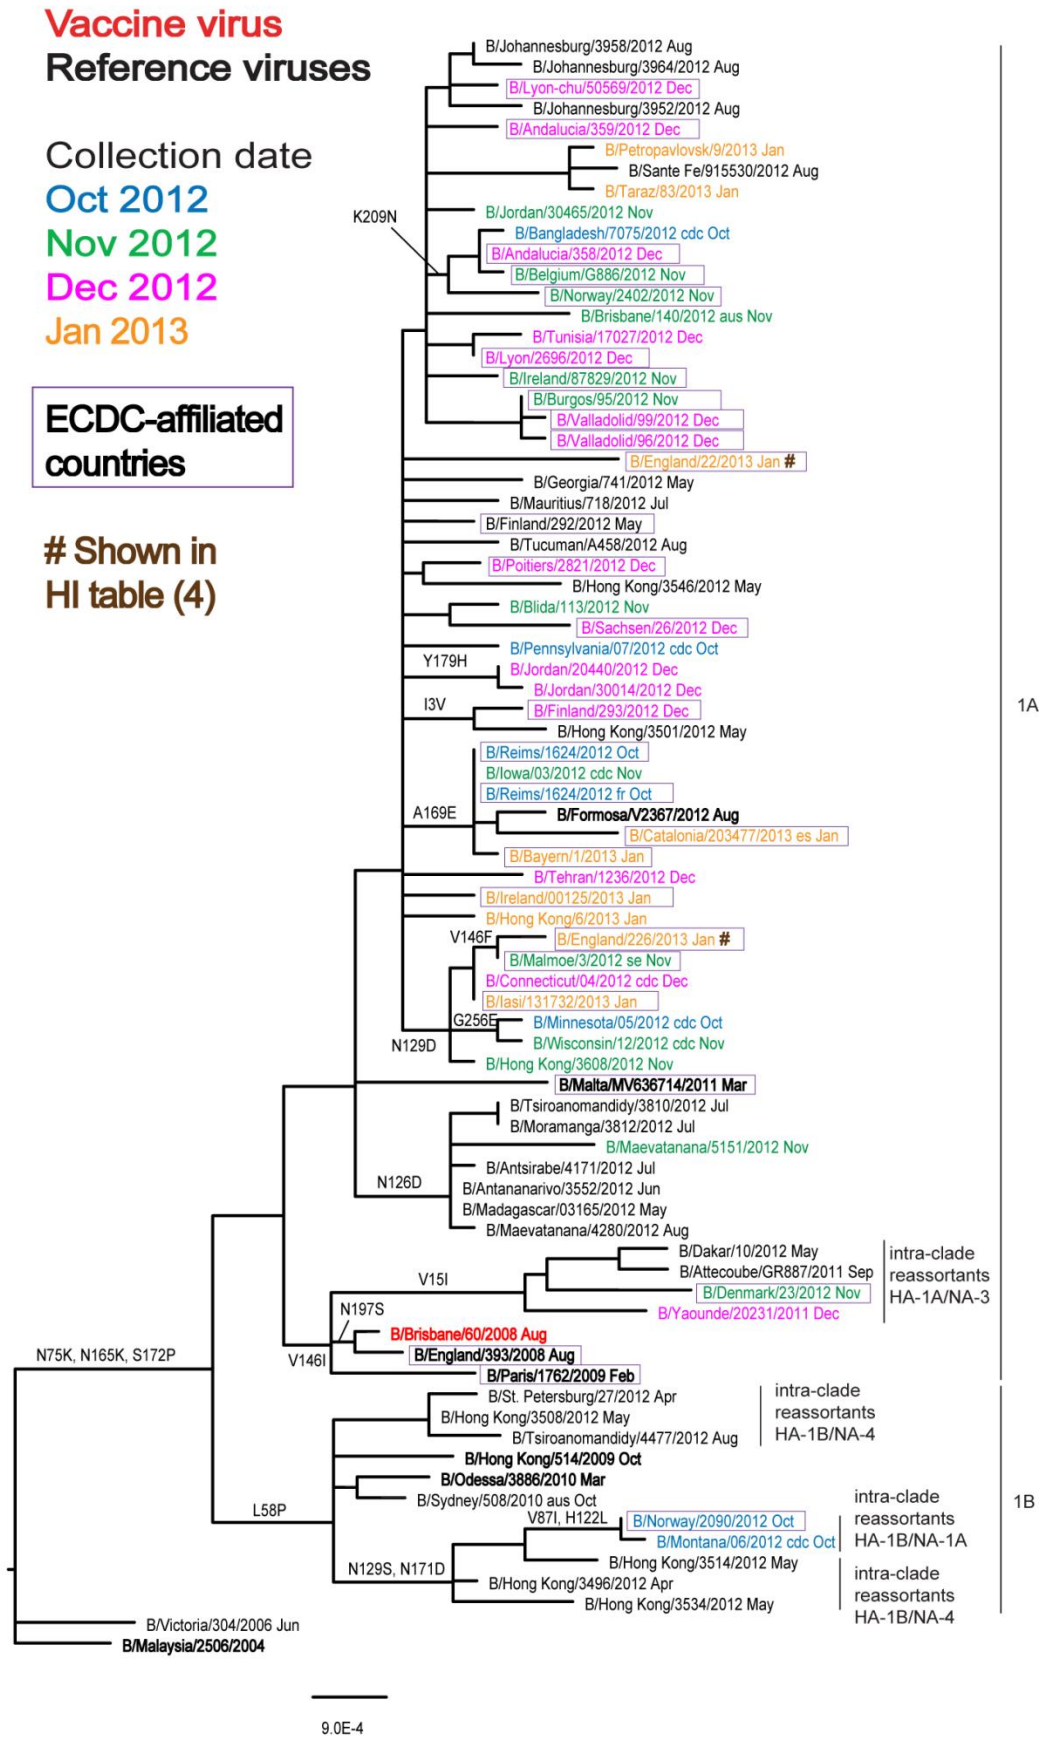 Vaccine virus
Reference viruses
Collection date
Oct 2012
Nov 2012
Dec 2012
Jan 2013
ECDC-affiliated
countries
# Shown in
HI table (4)
B/Johannesburg/3958/2012 Aug
B/Johannesburg/3964/2012 Aug
B/Lyon-chu/50569/2012 Dec
B/Johannesburg/3952/2012 Aug
B/Andalucia/359/2012 Dec
B/Petropavlovsk/9/2013 Jan
B/Sante Fe/915530/2012 Aug
B/Taraz/83/2013 Jan
K209N
B/Jordan/30465/2012 Nov
B/Bangladesh/7075/2012 cdc Oct
B/Andalucia/358/2012 Dec
B/Belgium/G886/2012 Nov
B/Norway/2402/2012 Nov
B/Brisbane/140/2012 aus Nov
B/Tunisia/17027/2012 Dec
B/Lyon/2696/2012 Dec
B/Ireland/87829/2012 Nov
B/Burgos/95/2012 Nov
B/Valladolid/99/2012 Dec
B/Valladolid/96/2012 Dec
B/England/22/2013 Jan #
B/Georgia/741/2012 May
B/Mauritius/718/2012 Jul
B/Finland/292/2012 May
B/Tucuman/A458/2012 Aug
B/Poitiers/2821/2012 Dec
B/Hong Kong/3546/2012 May
B/Blida/113/2012 Nov
B/Sachsen/26/2012 Dec
B/Pennsylvania/07/2012 cdc Oct
Y179H
B/Jordan/20440/2012 Dec
B/Jordan/30014/2012 Dec
I3V
B/Finland/293/2012 Dec
1A
B/Hong Kong/3501/2012 May
B/Reims/1624/2012 Oct
B/Iowa/03/2012 cdc Nov
B/Reims/1624/2012 fr Oct
A169E
B/Formosa/V2367/2012 Aug
B/Catalonia/203477/2013 es Jan
B/Bayern/1/2013 Jan
B/Tehran/1236/2012 Dec
B/Ireland/00125/2013 Jan
B/Hong Kong/6/2013 Jan
V146F
B/England/226/2013 Jan #
B/Malmoe/3/2012 se Nov
B/Connecticut/04/2012 cdc Dec
B/Iasi/131732/2013 Jan
G256E
B/Minnesota/05/2012 cdc Oct
B/Wisconsin/12/2012 cdc Nov
N129D
B/Hong Kong/3608/2012 Nov
B/Malta/MV636714/2011 Mar
B/Tsiroanomandidy/3810/2012 Jul
B/Moramanga/3812/2012 Jul
B/Maevatanana/5151/2012 Nov
B/Antsirabe/4171/2012 Jul
N126D
B/Antananarivo/3552/2012 Jun
B/Madagascar/03165/2012 May
B/Maevatanana/4280/2012 Aug
B/Dakar/10/2012 May
B/Attecoube/GR887/2011 Sep
B/Denmark/23/2012 Nov
B/Yaounde/20231/2011 Dec
intra-clade
reassortants
HA-1A/NA-3
V15I
N197S
B/Brisbane/60/2008 Aug
B/England/393/2008 Aug
V146I
B/Paris/1762/2009 Feb
N75K, N165K, S172P
B/St. Petersburg/27/2012 Apr
B/Hong Kong/3508/2012 May
B/Tsiroanomandidy/4477/2012 Aug
intra-clade
reassortants
HA-1B/NA-4
B/Hong Kong/514/2009 Oct
B/Odessa/3886/2010 Mar
B/Sydney/508/2010 aus Oct
1B
L58P
V87I, H122L
B/Norway/2090/2012 Oct
B/Montana/06/2012 cdc Oct
intra-clade
reassortants
HA-1B/NA-1A
B/Hong Kong/3514/2012 May
N129S, N171D
B/Hong Kong/3496/2012 Apr
B/Hong Kong/3534/2012 May
intra-clade
reassortants
HA-1B/NA-4
B/Victoria/304/2006 Jun
B/Malaysia/2506/2004
9.0E-4